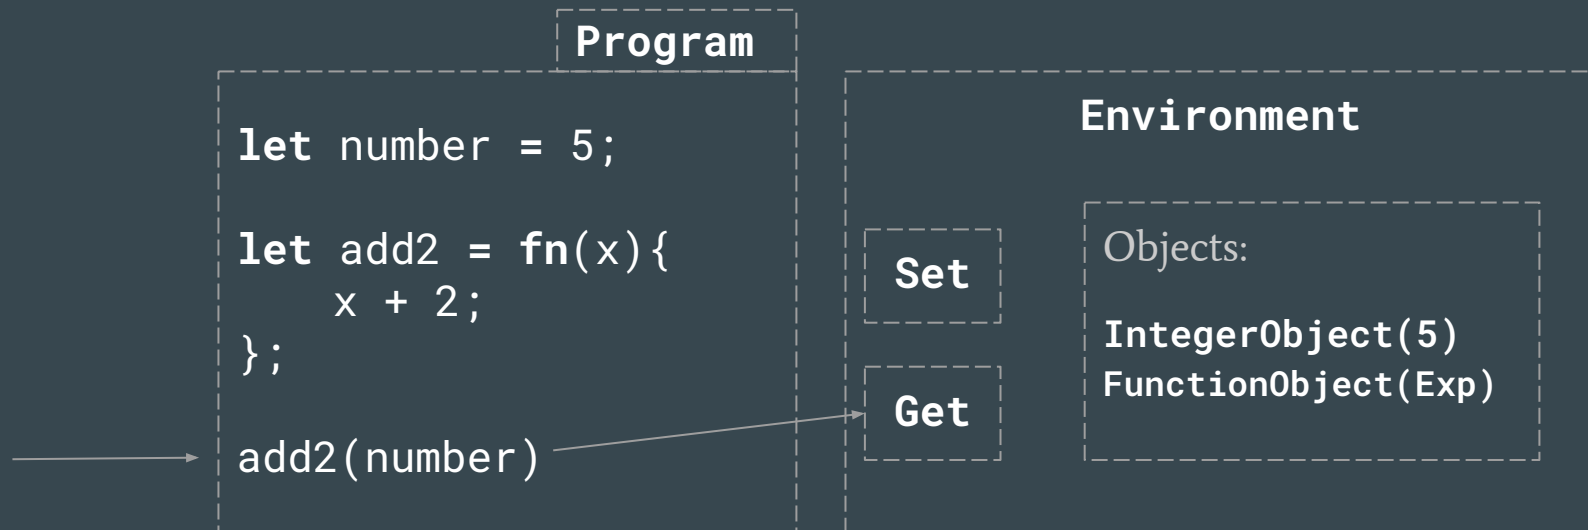 Program
let number = 5;
let add2 = fn(x){
    x + 2;
};
add2(number)
Environment
Set
Get
Objects:
IntegerObject(5)
FunctionObject(Exp)